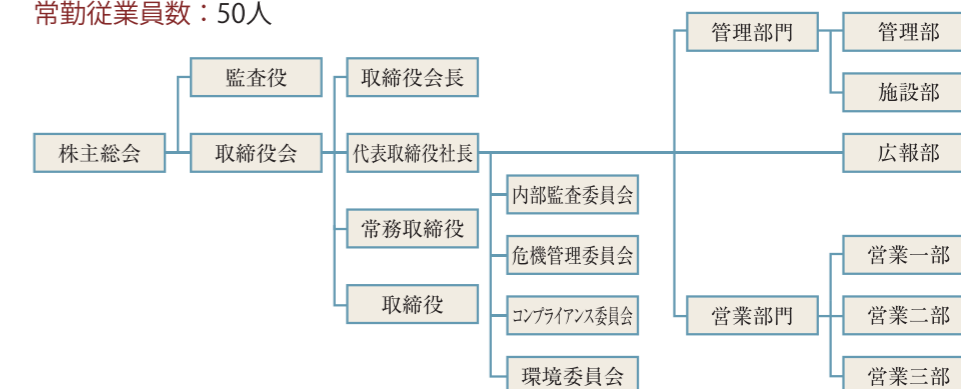 常勤従業員数：50人
管理部門
管理部
監査役
取締役会長
施設部
株主総会
取締役会
代表取締役社長
広報部
内部監査委員会
常務取締役
危機管理委員会
営業一部
取締役
コンプライアンス委員会
営業部門
営業二部
環境委員会
営業三部